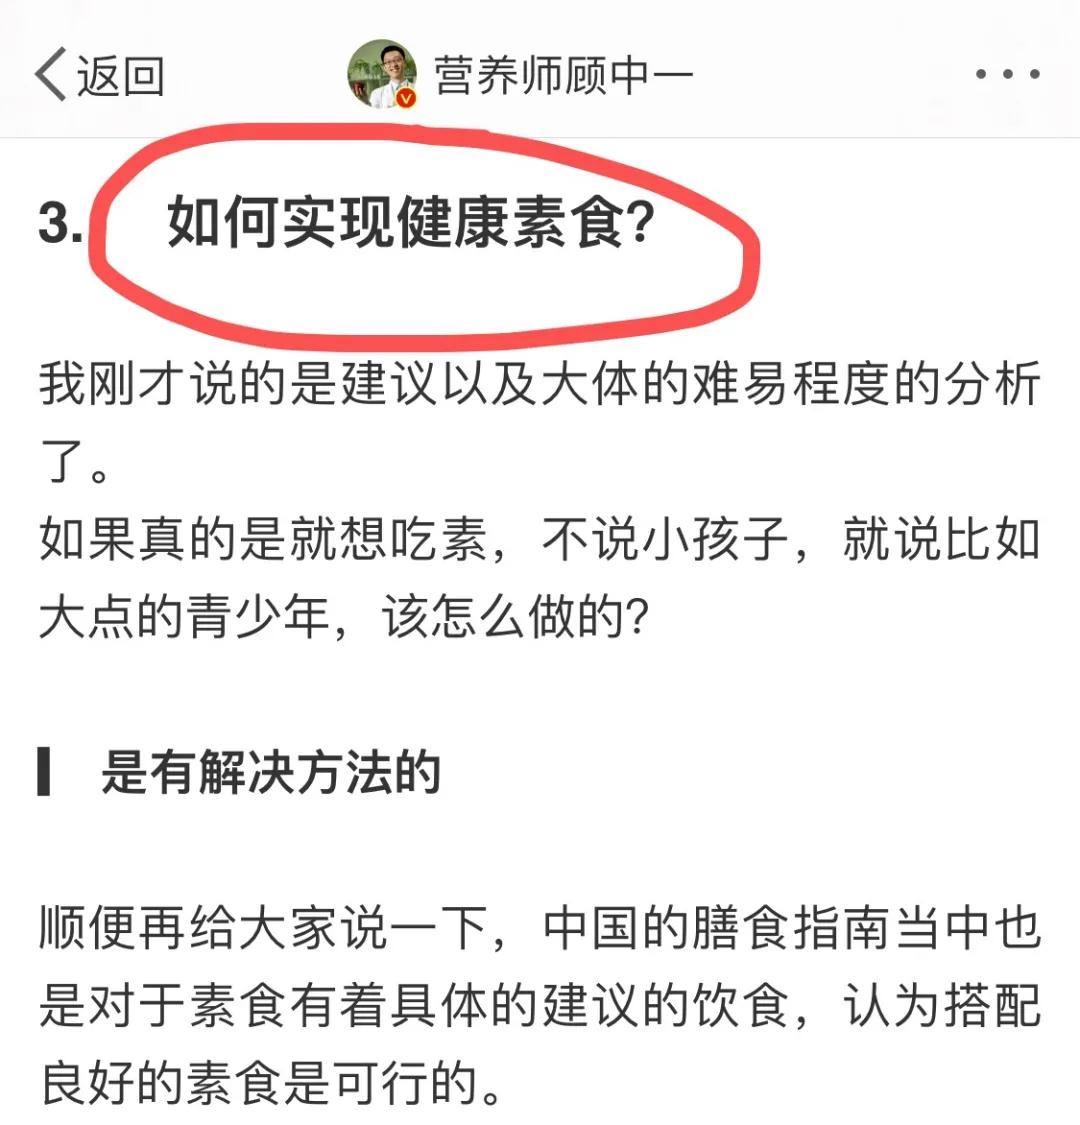 返回
营养师顾中一
3. 如何实现健康素食?
我刚才说的是建议以及大体的难易程度的分析
了。
如果真的是就想吃素，不说小孩子，就说比如
大点的青少年，该怎么做的?
是有解决方法的
顺便再给大家说一下，中国的膳食指南当中也
是对于素食有着具体的建议的饮食，认为搭配
良好的素食是可行的。